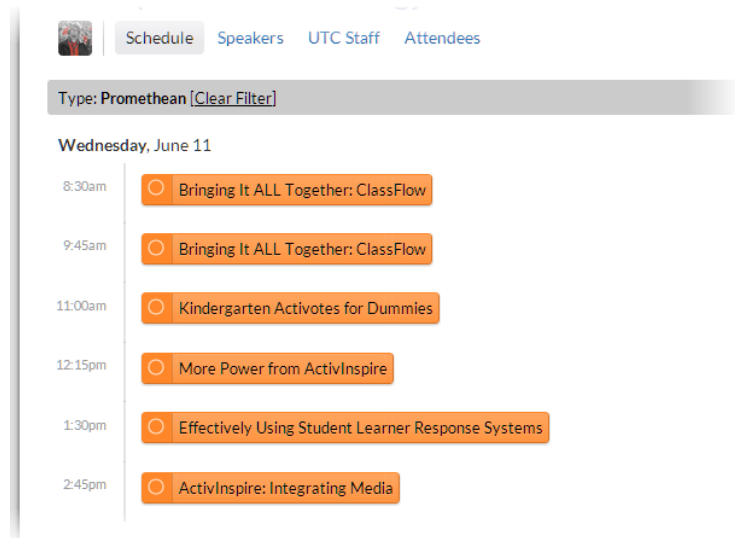 Schedule Speakers UTC Staff Attendees
Type: Promethean [Clear Filter]
Wednesday, June 11
8:30am Bringing It ALL Together: ClassFlow
9:45am Bringing It ALL Together: ClassFlow
11:00am Kindergarten Activotes for Dummies
12:15pm More Power from ActivInspire
1:30pm Effectively Using Student Learner Response Systems
2:45pm ActivInspire: Integrating Media